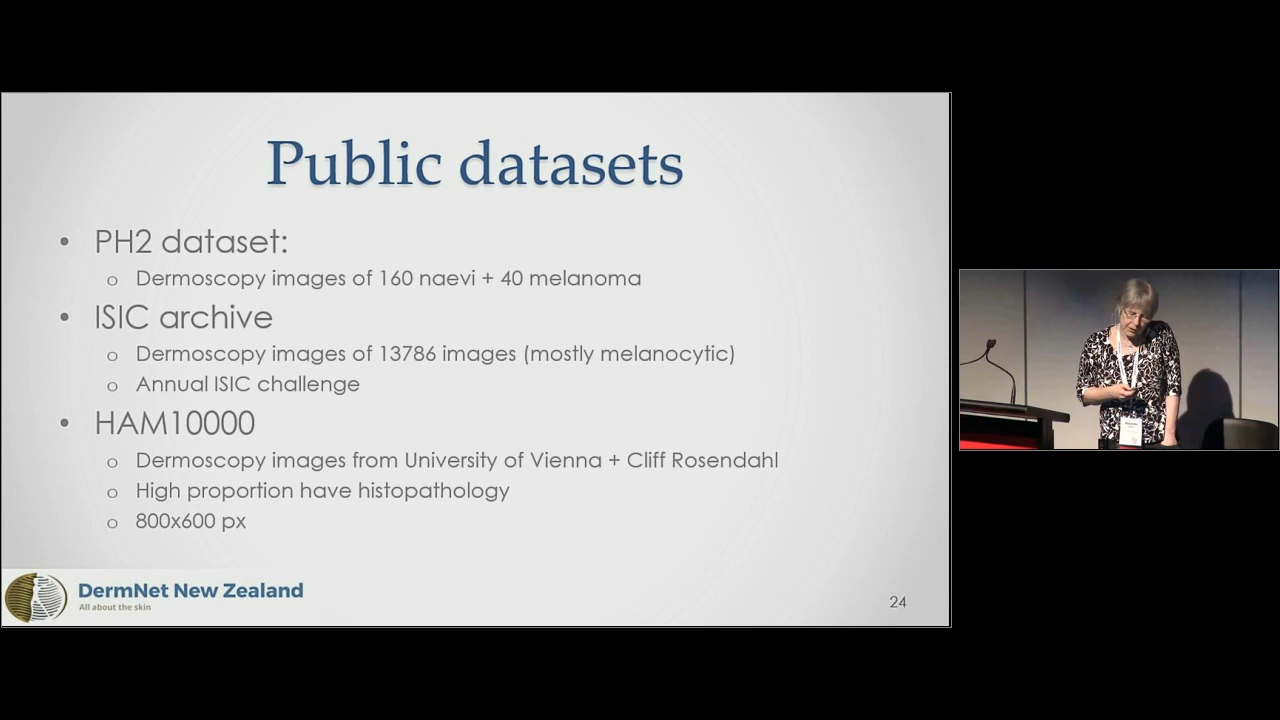 Public datasets
• PH2 dataset:
o Dermoscopy images of 160 naevi + 40 melanoma
• ISIC archive
o Dermoscopy images of 13786 images (mostly melanocytic)
o Annual ISIC challenge
• HAM10000
o Dermoscopy images from University of Vienna + Cliff Rosendahl
o High proportion have histopathology
o 800x600 px
DermNet New Zealand
All about the skin
24